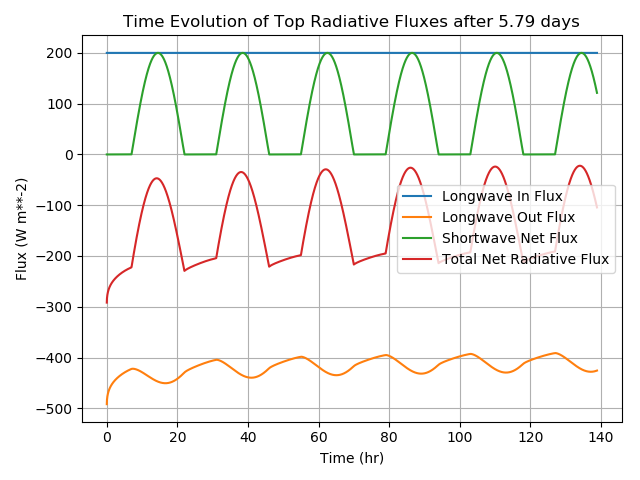 Time Evolution of Top Radiative Fluxes after 5.79 days
200
100
0
−100
−200
−300
−400
−500
Flux (W m**-2)
Longwave In Flux
Longwave Out Flux
Shortwave Net Flux
Total Net Radiative Flux
0 20 40 60 80 100 120 140
Time (hr)